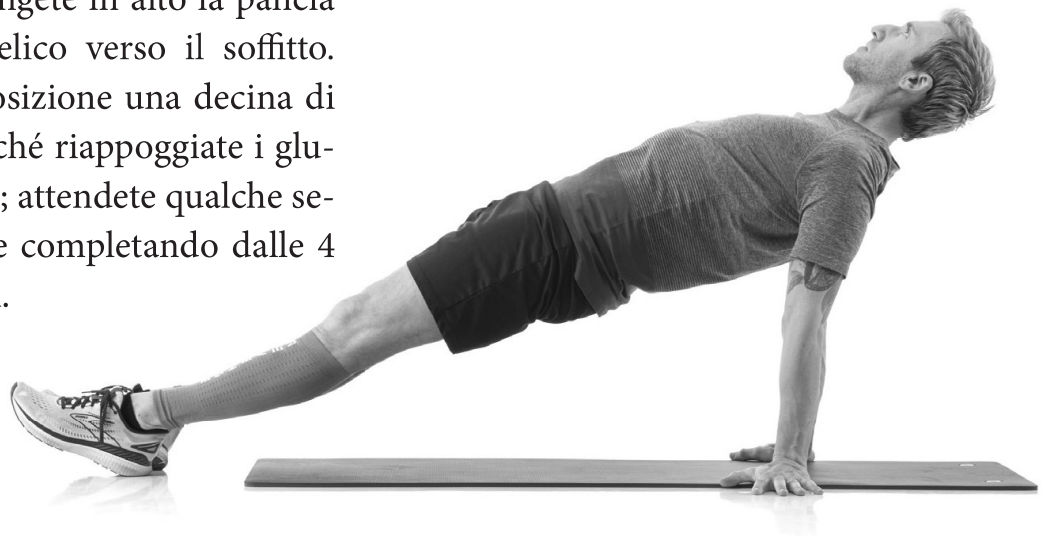 ngete in alto la pancia
elico verso il soffitto.
osizione una decina di
ché riappoggiate i glu-
; attendete qualche se-
e completando dalle 4
.